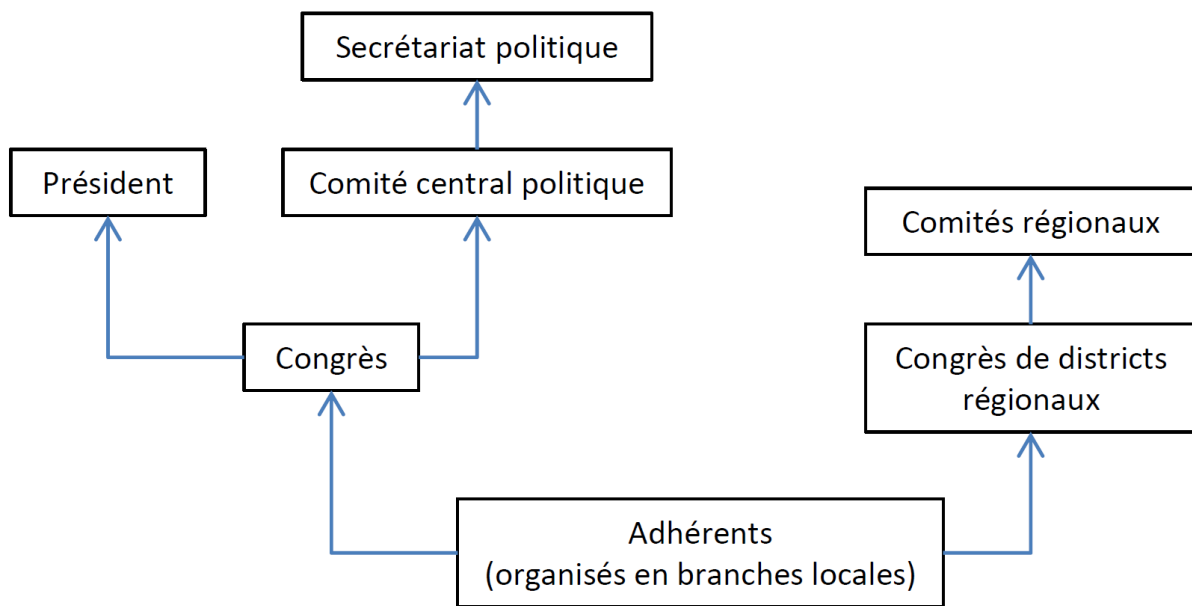 Secrétariat politique
Président
Comité central politique
Comités régionaux
Congrès
Congrès de districts
régionaux
Adhérents
(organisés en branches locales)